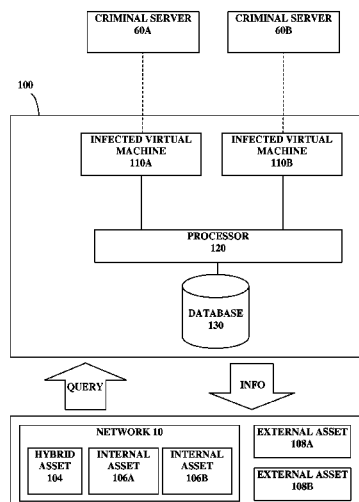 CRIMINAL SERVER
60A
CRIMINAL SERVER
60B
100
INFECTED VIRTUAL
MACHINE
110A
INFECTED VIRTUAL
MACHINE
110B
PROCESSOR
120
DATABASE
130
QUERY
INFO
NETWORK 10
HYBRID
ASSET
104
INTERNAL
ASSET
106A
INTERNAL
ASSET
106B
EXTERNAL ASSET
108A
EXTERNAL ASSET
108B